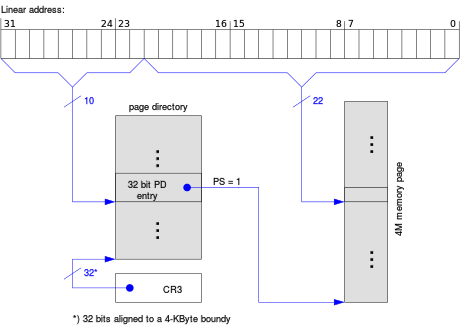 Linear address:
31 24 23 16 15 8 7 0
10 22
page directory
32 bit PD
entry
PS = 1
4M memory page
32*
CR3
*) 32 bits aligned to a 4-KByte boundy